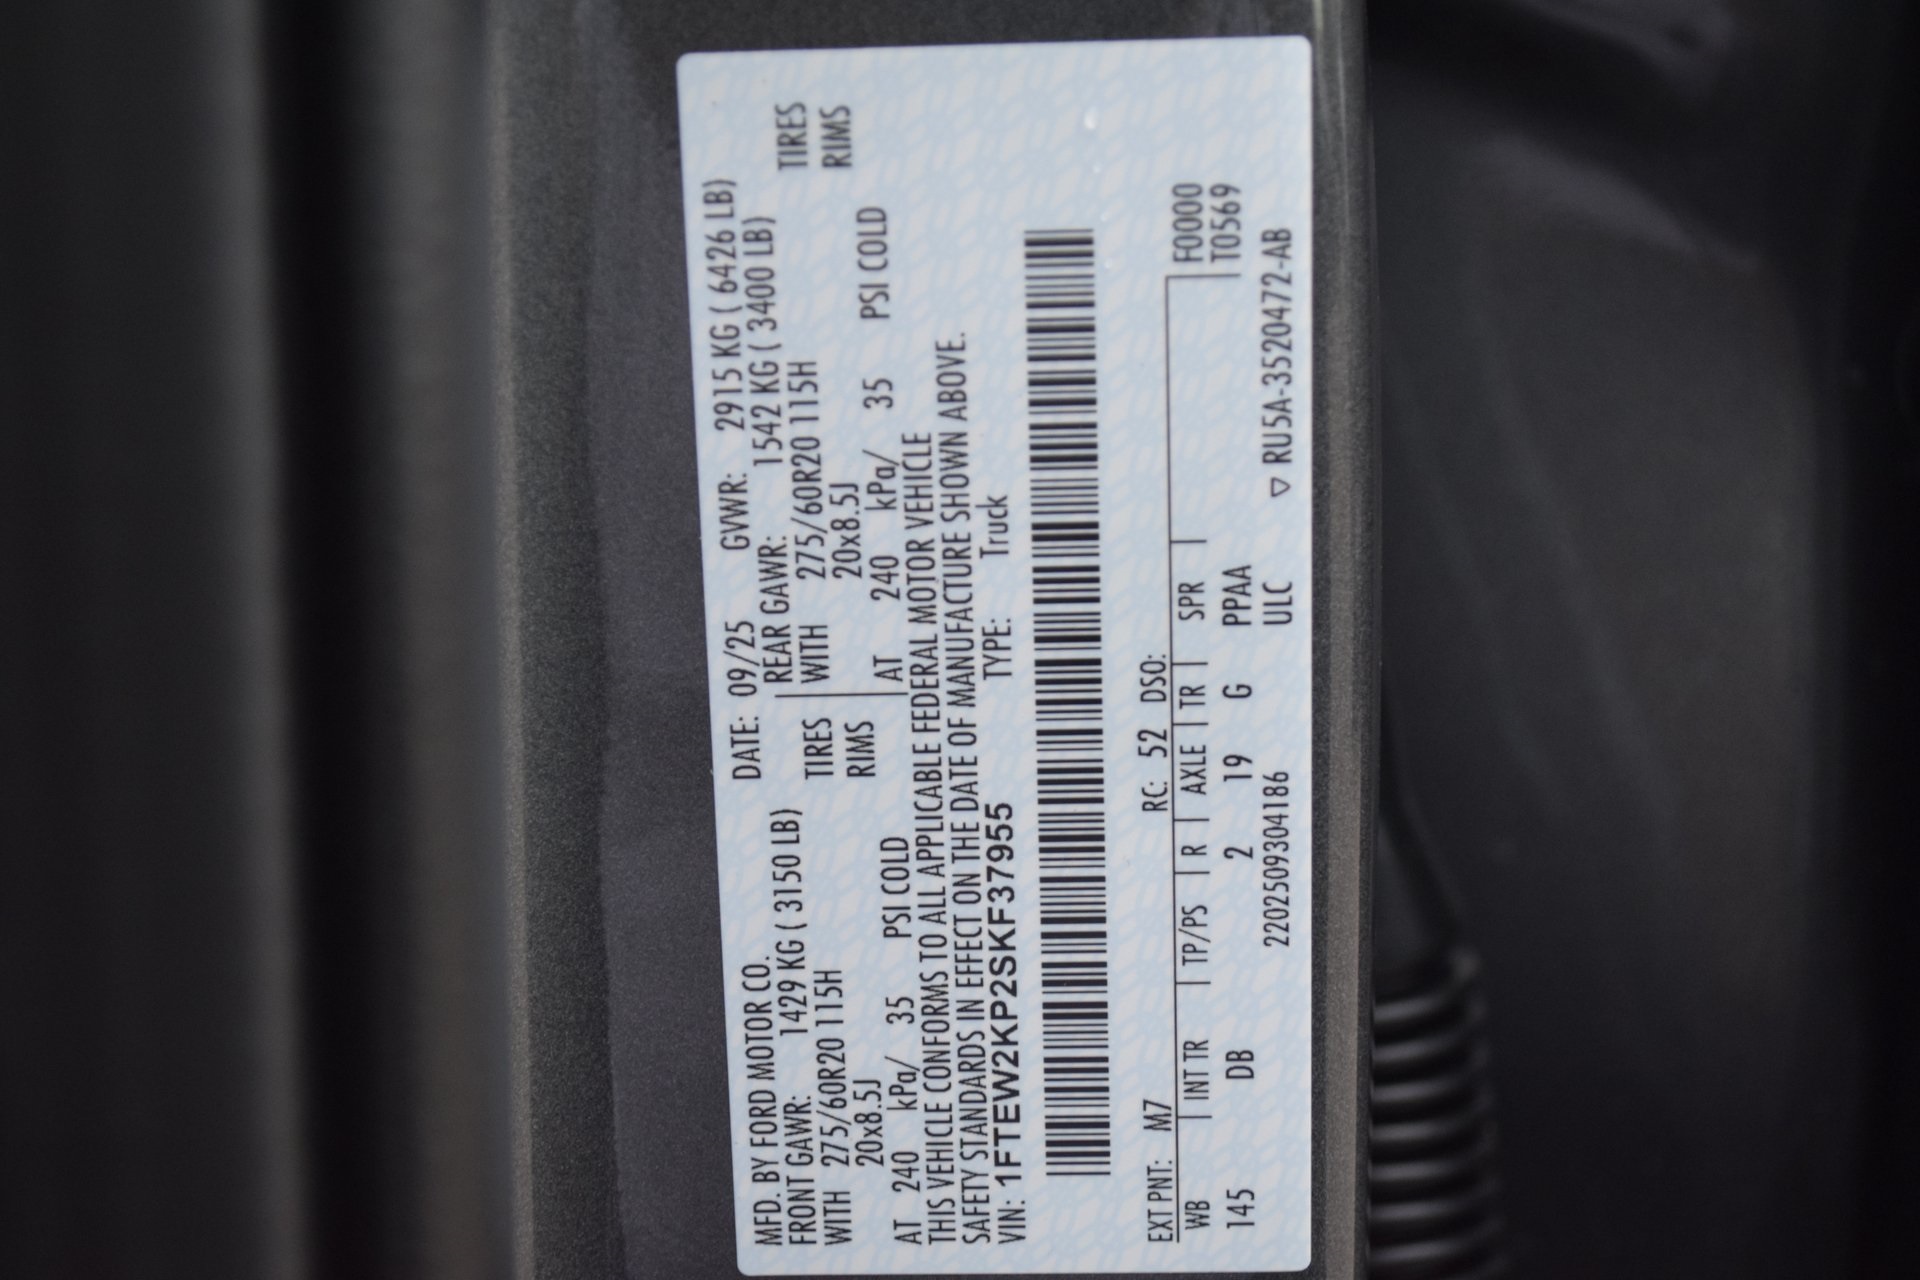 MFD. BY FORD MOTOR CO. DATE: 09/25 GVWR: 2915 KG ( 6426 LB)
FRONT GAWR: 1429 KG ( 3150 LB) REAR GAWR: 1542 KG ( 3400 LB)
WITH 275/60R20 115H TIRES WITH 275/60R20 115H TIRES
20x8.5J RIMS 20x8.5J RIMS
AT 240 kPa/ 35 PSI COLD AT 240 kPa/ 35 PSI COLD
THIS VEHICLE CONFORMS TO ALL APPLICABLE FEDERAL MOTOR VEHICLE
SAFETY STANDARDS IN EFFECT ON THE DATE OF MANUFACTURE SHOWN ABOVE.
VIN: 1FTEW2KP2SKF37955 TYPE: Truck
EXT PNT: M7 RC: 52 DSO: F0000
WB INT TR TP/PS R AXLE TR SPR T0569
145 DB 2 19 G PPAA
2202509304186 ULC ▽ RU5A-3520472-AB